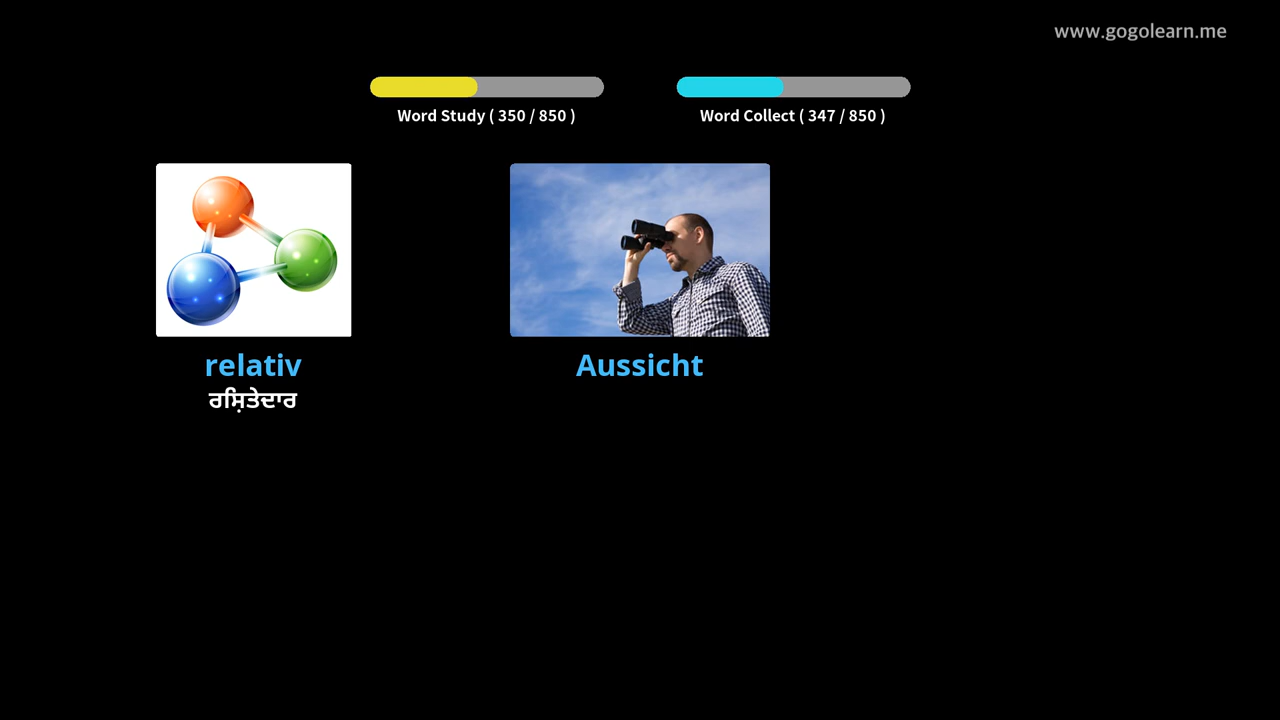 www.gogolearn.me
Word Study ( 350 / 850 )
Word Collect ( 347 / 850 )
relativ
ਰਸ਼ਿਤੇਦਾਰ
Aussicht